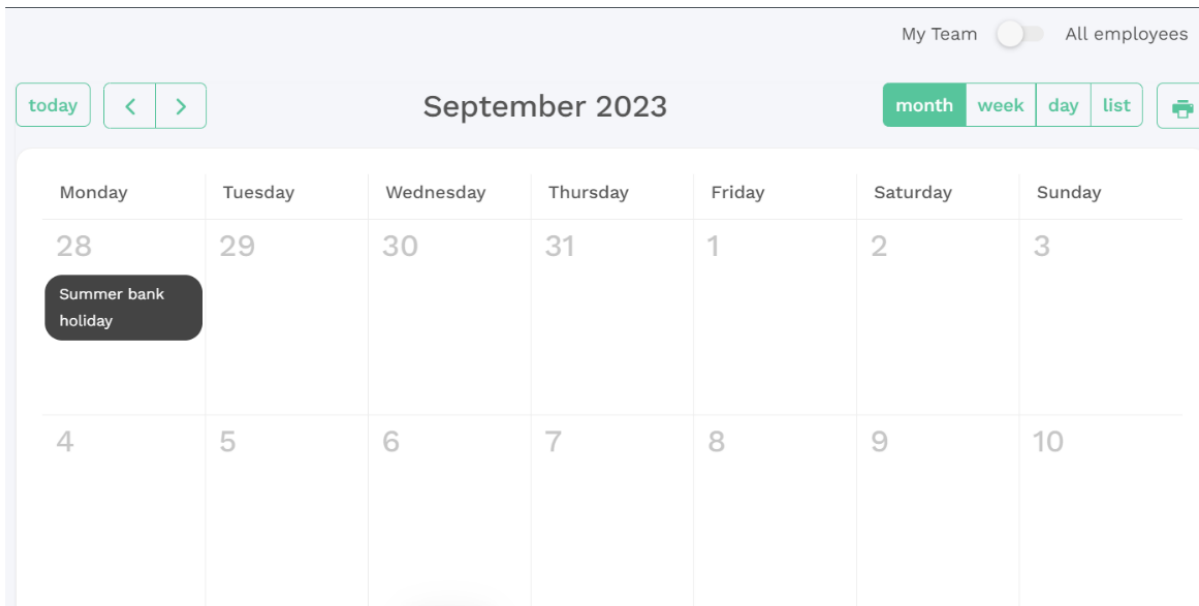 My Team All employees
today September 2023 month week day list
Monday Tuesday Wednesday Thursday Friday Saturday Sunday
28 29 30 31 1 2 3
Summer bank
holiday
4 5 6 7 8 9 10